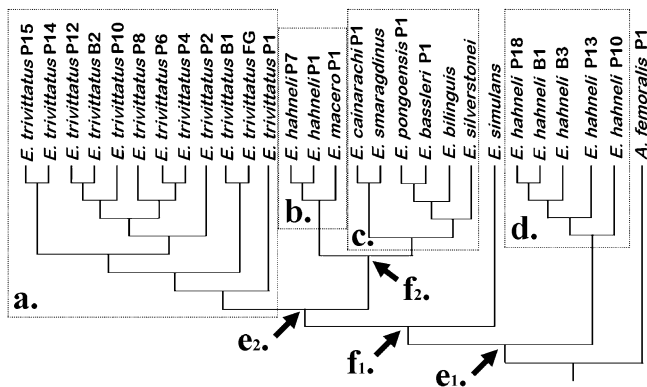 E. trivittatus P15
E. trivittatus P14
E. trivittatus P12
E. trivittatus B2
E. trivittatus P10
E. trivittatus P8
E. trivittatus P6
E. trivittatus P4
E. trivittatus P2
E. trivittatus B1
E. trivittatus FG
E. trivittatus P1
E. hahneli P7
E. hahneli P1
E. macero P1
E. cainarachi P1
E. smaragdinus
E. pongoensis P1
E. bassleri P1
E. bilinguis
E. silverstonei
E. simulans
E. hahneli P18
E. hahneli B1
E. hahneli B3
E. hahneli P13
E. hahneli P10
A. femoralis P1
a.
b.
c.
d.
e2.
f2.
f1.
e1.